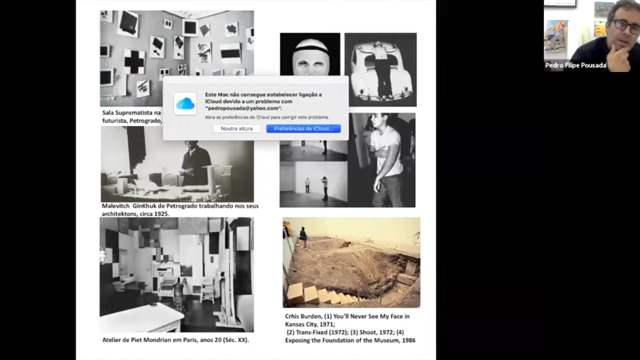 Pedro Filipe Pousada
Este Mac não consegue estabelecer ligação a
iCloud devido a um problema com
"pedropousada@yahoo.com".
Abra as preferências de iCloud para corrigir este problema.
Noutra altura
Preferências de iCloud...
Sala Suprematista na
futurista, Petrogrado,
Malevitch GinKhuk de Petrogrado trabalhando nos seus
architektons, circa 1925.
Atelier de Piet Mondrian em Paris, anos 20 (Séc. XX).
Crhis Burden, (1) You'll Never See My Face in
Kansas City, 1971;
(2) Trans-Fixed (1972); (3) Shoot, 1972; (4)
Exposing the Foundation of the Museum, 1986